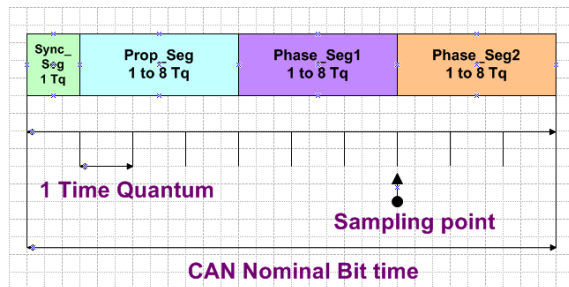 Sync_
Seg
1 Tq
Prop_Seg
1 to 8 Tq
Phase_Seg1
1 to 8 Tq
Phase_Seg2
1 to 8 Tq
1 Time Quantum
Sampling point
CAN Nominal Bit time